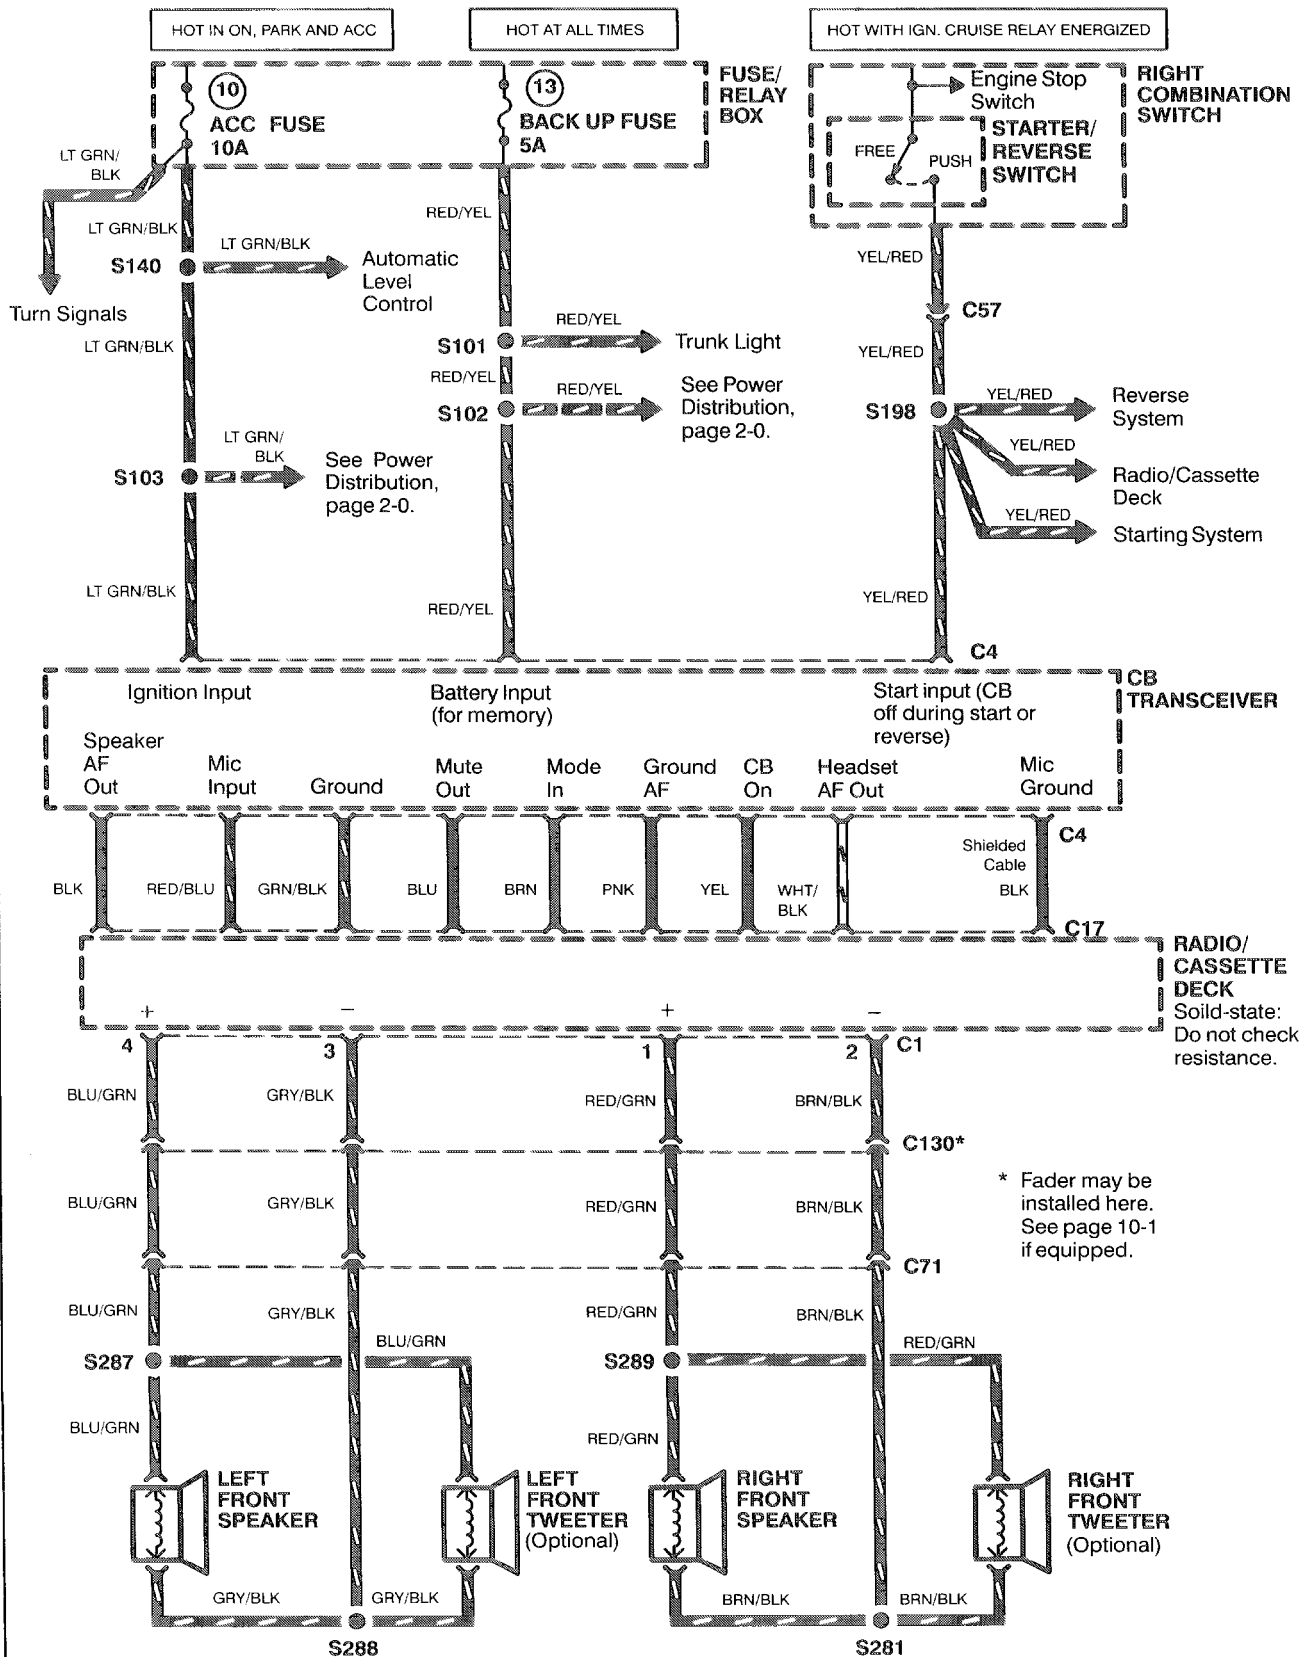 HOT IN ON, PARK AND ACC
HOT AT ALL TIMES
HOT WITH IGN. CRUISE RELAY ENERGIZED
10
ACC FUSE
10A
13
BACK UP FUSE
5A
FUSE/
RELAY
BOX
Engine Stop
Switch
STARTER/
REVERSE
SWITCH
FREE
PUSH
RIGHT
COMBINATION
SWITCH
LT GRN/
BLK
LT GRN/BLK
LT GRN/BLK
S140
Automatic
Level
Control
Turn Signals
LT GRN/BLK
LT GRN/
BLK
S103
See Power
Distribution,
page 2-0.
LT GRN/BLK
RED/YEL
RED/YEL
S101
Trunk Light
RED/YEL
RED/YEL
S102
See Power
Distribution,
page 2-0.
RED/YEL
YEL/RED
C57
YEL/RED
S198
YEL/RED
Reverse
System
YEL/RED
Radio/Cassette
Deck
YEL/RED
Starting System
YEL/RED
C4
Ignition Input
Battery Input
(for memory)
Start input (CB
off during start or
reverse)
CB
TRANSCEIVER
Speaker
AF
Out
Mic
Input
Ground
Mute
Out
Mode
In
Ground
AF
CB
On
Headset
AF Out
Mic
Ground
C4
BLK
RED/BLU
GRN/BLK
BLU
BRN
PNK
YEL
WHT/
BLK
Shielded
Cable
BLK
C17
RADIO/
CASSETTE
DECK
Soild-state:
Do not check
resistance.
+
−
+
−
4
3
1
2
C1
BLU/GRN
GRY/BLK
RED/GRN
BRN/BLK
C130*
BLU/GRN
GRY/BLK
RED/GRN
BRN/BLK
* Fader may be
installed here.
See page 10-1
if equipped.
C71
BLU/GRN
GRY/BLK
RED/GRN
BRN/BLK
BLU/GRN
RED/GRN
S287
S289
BLU/GRN
RED/GRN
LEFT
FRONT
SPEAKER
LEFT
FRONT
TWEETER
(Optional)
RIGHT
FRONT
SPEAKER
RIGHT
FRONT
TWEETER
(Optional)
GRY/BLK
GRY/BLK
BRN/BLK
BRN/BLK
S288
S281